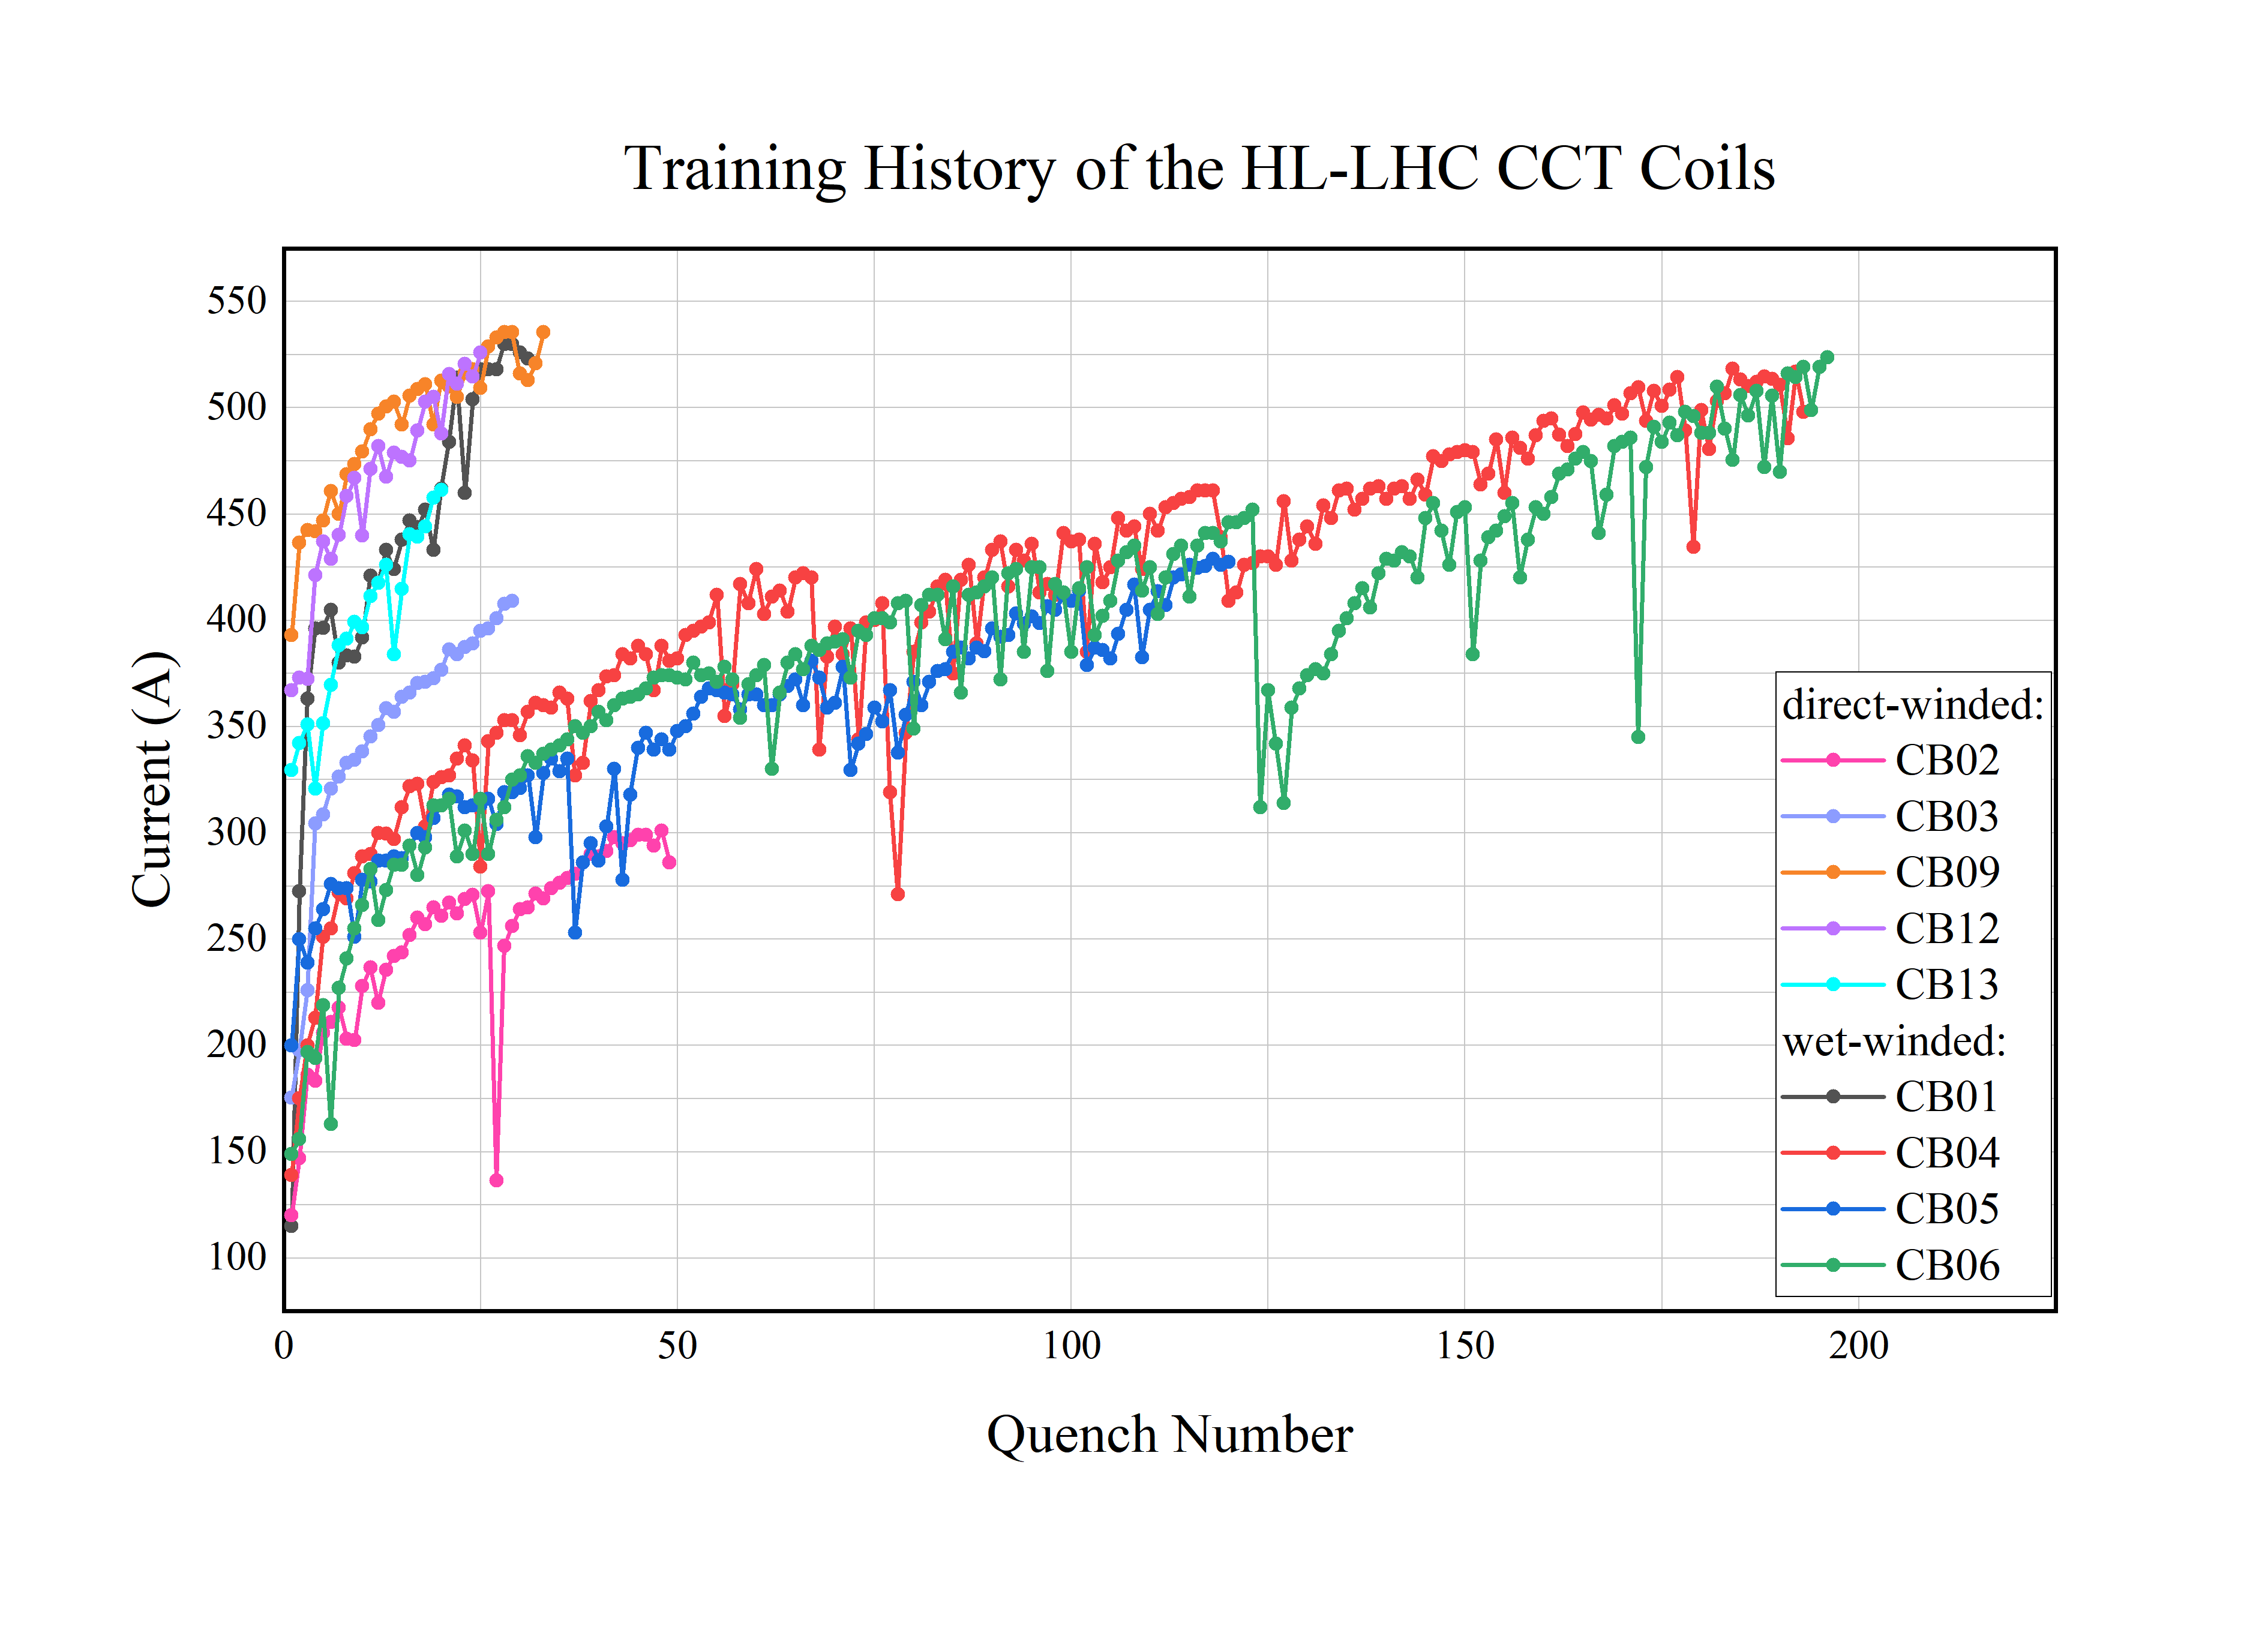 Training History of the HL-LHC CCT Coils
550
500
450
400
350
300
250
200
150
100
Current (A)
direct-winded:
CB02
CB03
CB09
CB12
CB13
wet-winded:
CB01
CB04
CB05
CB06
0 50 100 150 200
Quench Number